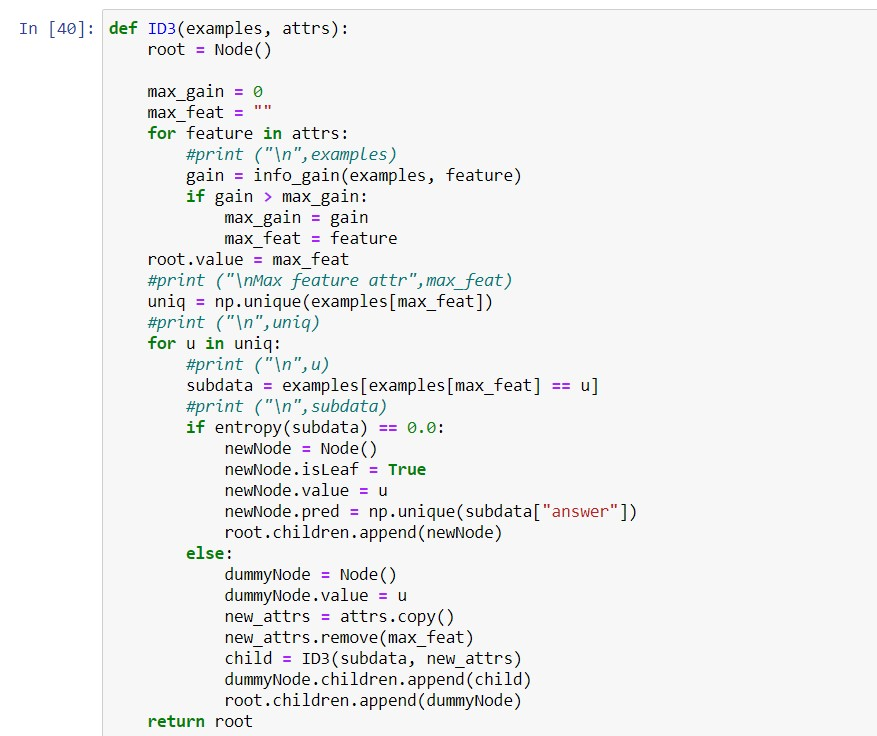 In [40]: def ID3(examples, attrs):
    root = Node()

    max_gain = 0
    max_feat = ""
    for feature in attrs:
        #print ("\n",examples)
        gain = info_gain(examples, feature)
        if gain > max_gain:
            max_gain = gain
            max_feat = feature
    root.value = max_feat
    #print ("\nMax feature attr",max_feat)
    uniq = np.unique(examples[max_feat])
    #print ("\n",uniq)
    for u in uniq:
        #print ("\n",u)
        subdata = examples[examples[max_feat] == u]
        #print ("\n",subdata)
        if entropy(subdata) == 0.0:
            newNode = Node()
            newNode.isLeaf = True
            newNode.value = u
            newNode.pred = np.unique(subdata["answer"])
            root.children.append(newNode)
        else:
            dummyNode = Node()
            dummyNode.value = u
            new_attrs = attrs.copy()
            new_attrs.remove(max_feat)
            child = ID3(subdata, new_attrs)
            dummyNode.children.append(child)
            root.children.append(dummyNode)
    return root